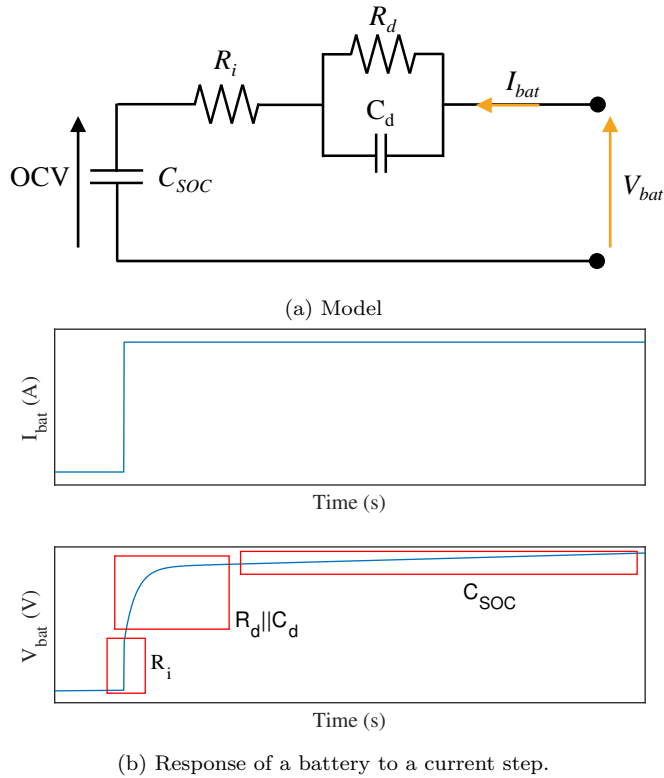 R_d
R_i
I_bat
C_d
OCV
C_SOC
V_bat
(a) Model
I_bat (A)
Time (s)
V_bat (V)
R_d||C_d
C_SOC
R_i
Time (s)
(b) Response of a battery to a current step.